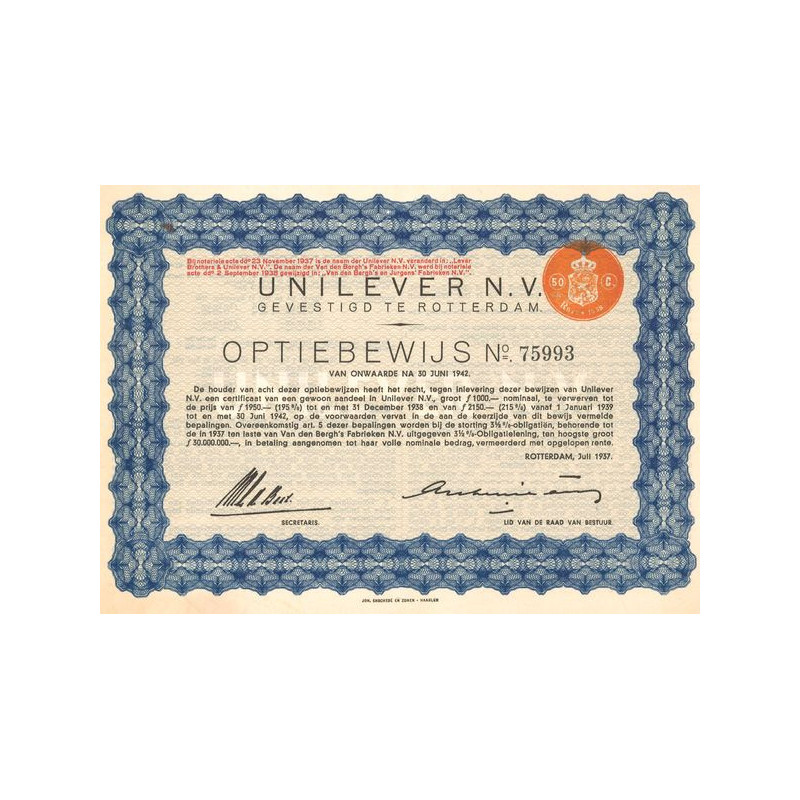 Bij notariele acte dd° 23 November 1937 is de naam der Unilever N.V. veranderd in: „Lever
Brothers & Unilever N.V.". De naam der Van den Bergh's Fabrieken N.V. werd bij notariele
acte dd° 2 September 1938 gewijzigd in: „Van den Bergh's en Jurgens' Fabrieken N.V.".
50 C.
UNILEVER N.V.
GEVESTIGD TE ROTTERDAM.
OPTIEBEWIJS No. 75993
VAN ONWAARDE NA 30 JUNI 1942.
De houder van acht dezer optiebewijzen heeft het recht, tegen inlevering dezer bewijzen van Unilever
N.V. een certificaat van een gewoon aandeel in Unilever N.V., groot ƒ 1000,— nominaal, te verwerven tot
de prijs van ƒ 1950.— (195 %) tot en met 31 December 1938 en van ƒ 2150.— (215 %) vanaf 1 Januari 1939
tot en met 30 Juni 1942, op de voorwaarden vervat in de aan de keerzijde van dit bewijs vermelde
bepalingen. Overeenkomstig art. 5 dezer bepalingen worden bij de storting 3½ %-obligatiën, behorende tot
de in 1937 ten laste van Van den Bergh's Fabrieken N.V. uitgegeven 3½ %-Obligatielening, ten hoogste groot
ƒ 30.000.000.—, in betaling aangenomen tot haar volle nominale bedrag, vermeerderd met opgelopen rente.
ROTTERDAM, Juli 1937.
SECRETARIS.
LID VAN DE RAAD VAN BESTUUR.
JOH. ENSCHEDÉ EN ZONEN - HAARLEM